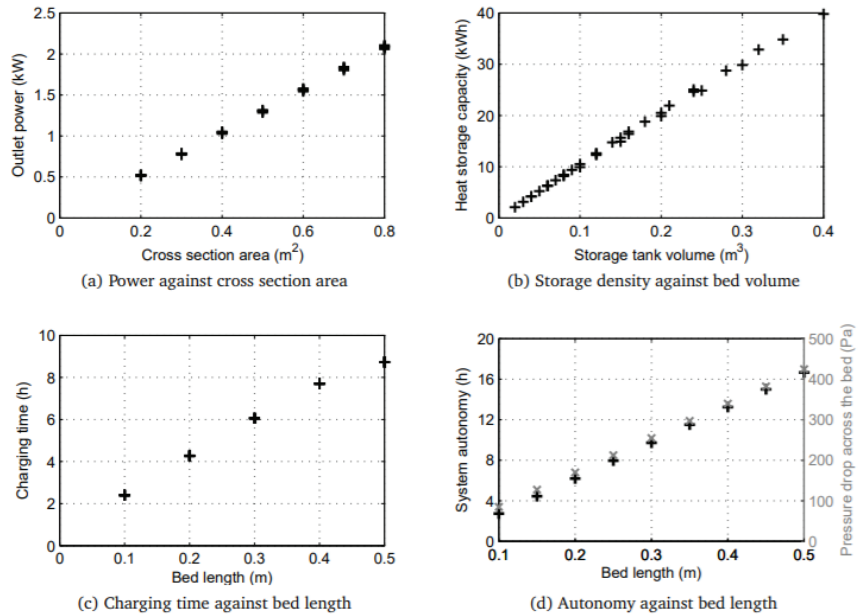 2.5
2
1.5
1
0.5
0
Outlet power (kW)
0 0.2 0.4 0.6 0.8
Cross section area (m²)
(a) Power against cross section area
40
30
20
10
0
Heat storage capacity (kWh)
0 0.1 0.2 0.3 0.4
Storage tank volume (m³)
(b) Storage density against bed volume
10
8
6
4
2
0
Charging time (h)
0 0.1 0.2 0.3 0.4 0.5
Bed length (m)
(c) Charging time against bed length
20
16
12
8
4
0
System autonomy (h)
500
400
300
200
100
0
Pressure drop across the bed (Pa)
0.1 0.2 0.3 0.4 0.5
Bed length (m)
(d) Autonomy against bed length